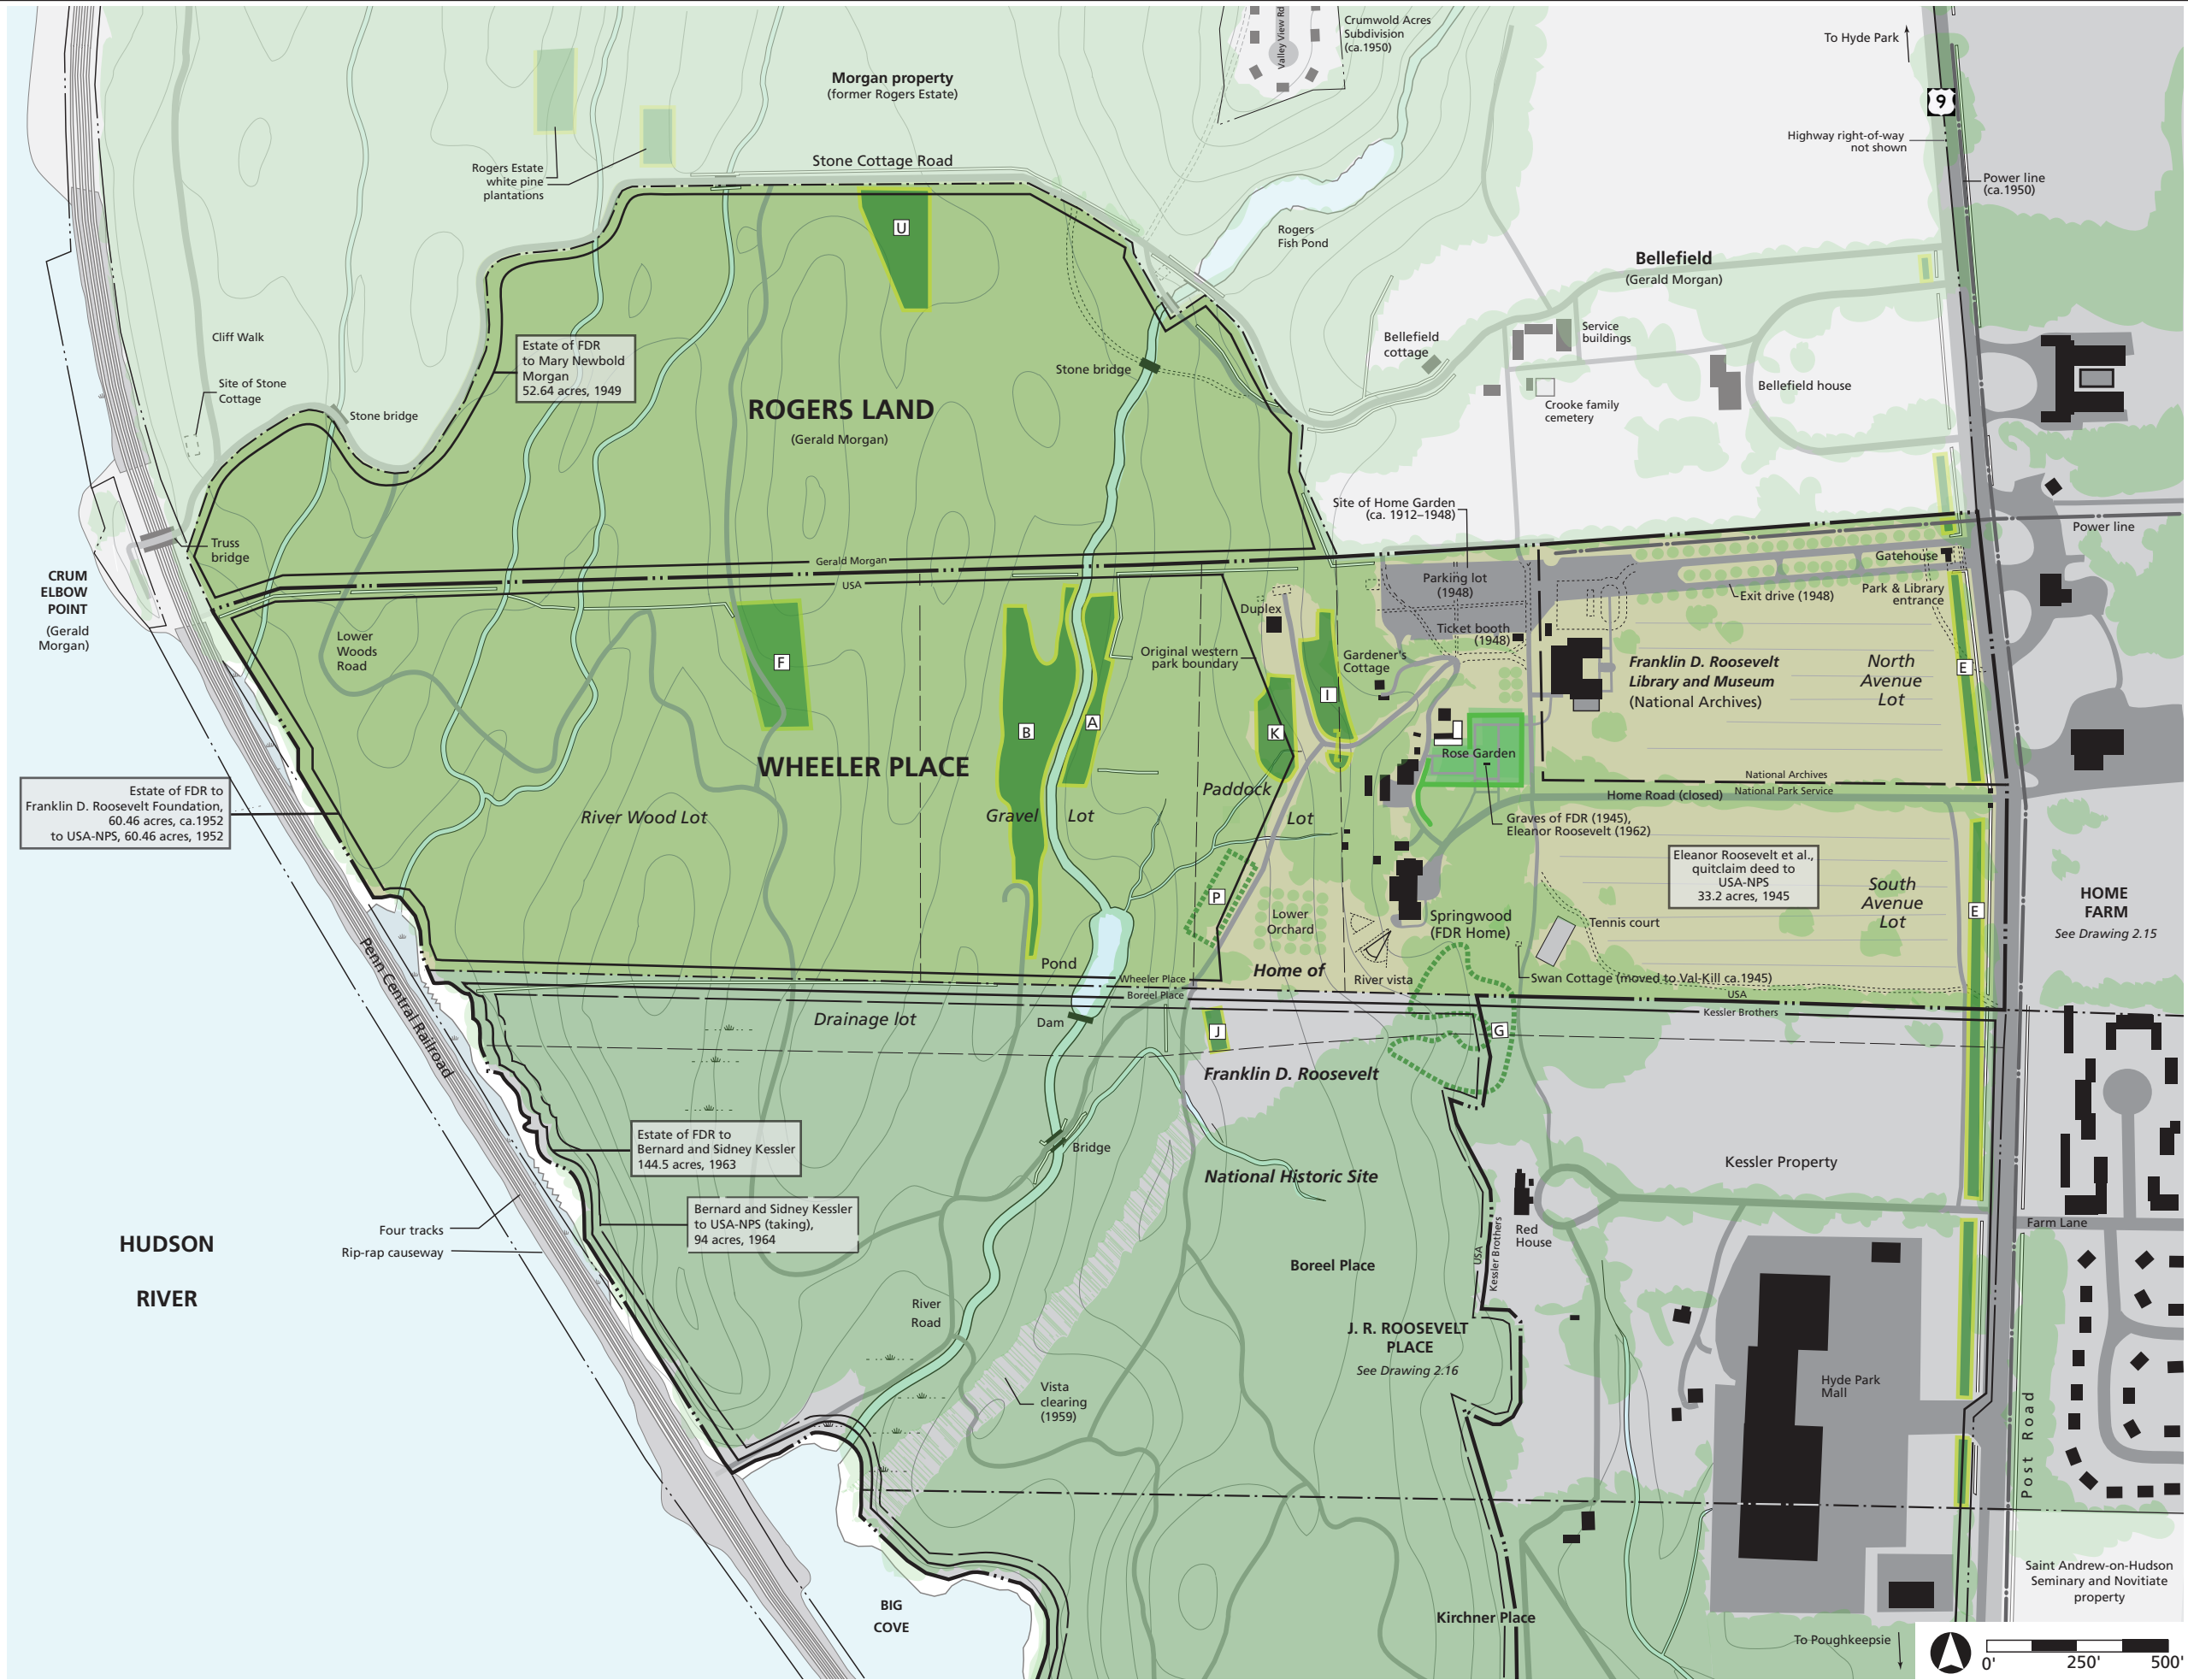 Valley View Rd
Crumwold Acres
Subdivision
(ca.1950)
To Hyde Park
Morgan property
(former Rogers Estate)
9
Highway right-of-way
not shown
Stone Cottage Road
Rogers Estate
white pine
plantations
Power line
(ca.1950)
U
Rogers
Fish Pond
Bellefield
(Gerald Morgan)
Cliff Walk
Estate of FDR
to Mary Newbold
Morgan
52.64 acres, 1949
Service
buildings
Bellefield
cottage
Stone bridge
Site of Stone
Cottage
Bellefield house
Stone bridge
ROGERS LAND
(Gerald Morgan)
Crooke family
cemetery
Site of Home Garden
(ca. 1912–1948)
Power line
Truss
bridge
Gerald Morgan
USA
Gatehouse
CRUM
ELBOW
POINT
(Gerald
Morgan)
Parking lot
(1948)
Exit drive (1948)
Park & Library
entrance
Duplex
Ticket booth
(1948)
Lower
Woods
Road
Original western
park boundary
Gardener's
Cottage
F
Franklin D. Roosevelt
Library and Museum
(National Archives)
North
Avenue
Lot
E
I
B
A
K
WHEELER PLACE
Rose Garden
National Archives
National Park Service
Paddock
Lot
Home Road (closed)
Estate of FDR to
Franklin D. Roosevelt Foundation,
60.46 acres, ca.1952
to USA-NPS, 60.46 acres, 1952
River Wood Lot
Gravel Lot
Graves of FDR (1945),
Eleanor Roosevelt (1962)
Eleanor Roosevelt et al.,
quitclaim deed to
USA-NPS
33.2 acres, 1945
South
Avenue
Lot
E
HOME
FARM
See Drawing 2.15
P
Lower
Orchard
Springwood
(FDR Home)
Tennis court
Penn Central Railroad
Pond
Home of
River vista
Swan Cottage (moved to Val-Kill ca.1945)
Wheeler Place
Boreel Place
USA
Kessler Brothers
Drainage lot
Dam
J
G
Franklin D. Roosevelt
Estate of FDR to
Bernard and Sidney Kessler
144.5 acres, 1963
Bridge
National Historic Site
Kessler Property
Bernard and Sidney Kessler
to USA-NPS (taking),
94 acres, 1964
Four tracks
Rip-rap causeway
HUDSON
RIVER
Red
House
Farm Lane
USA
Kessler Brothers
Boreel Place
River
Road
J. R. ROOSEVELT
PLACE
See Drawing 2.16
Vista
clearing
(1959)
Hyde Park
Mall
Post Road
BIG
COVE
Kirchner Place
Saint Andrew-on-Hudson
Seminary and Novitiate
property
To Poughkeepsie
0' 250' 500'